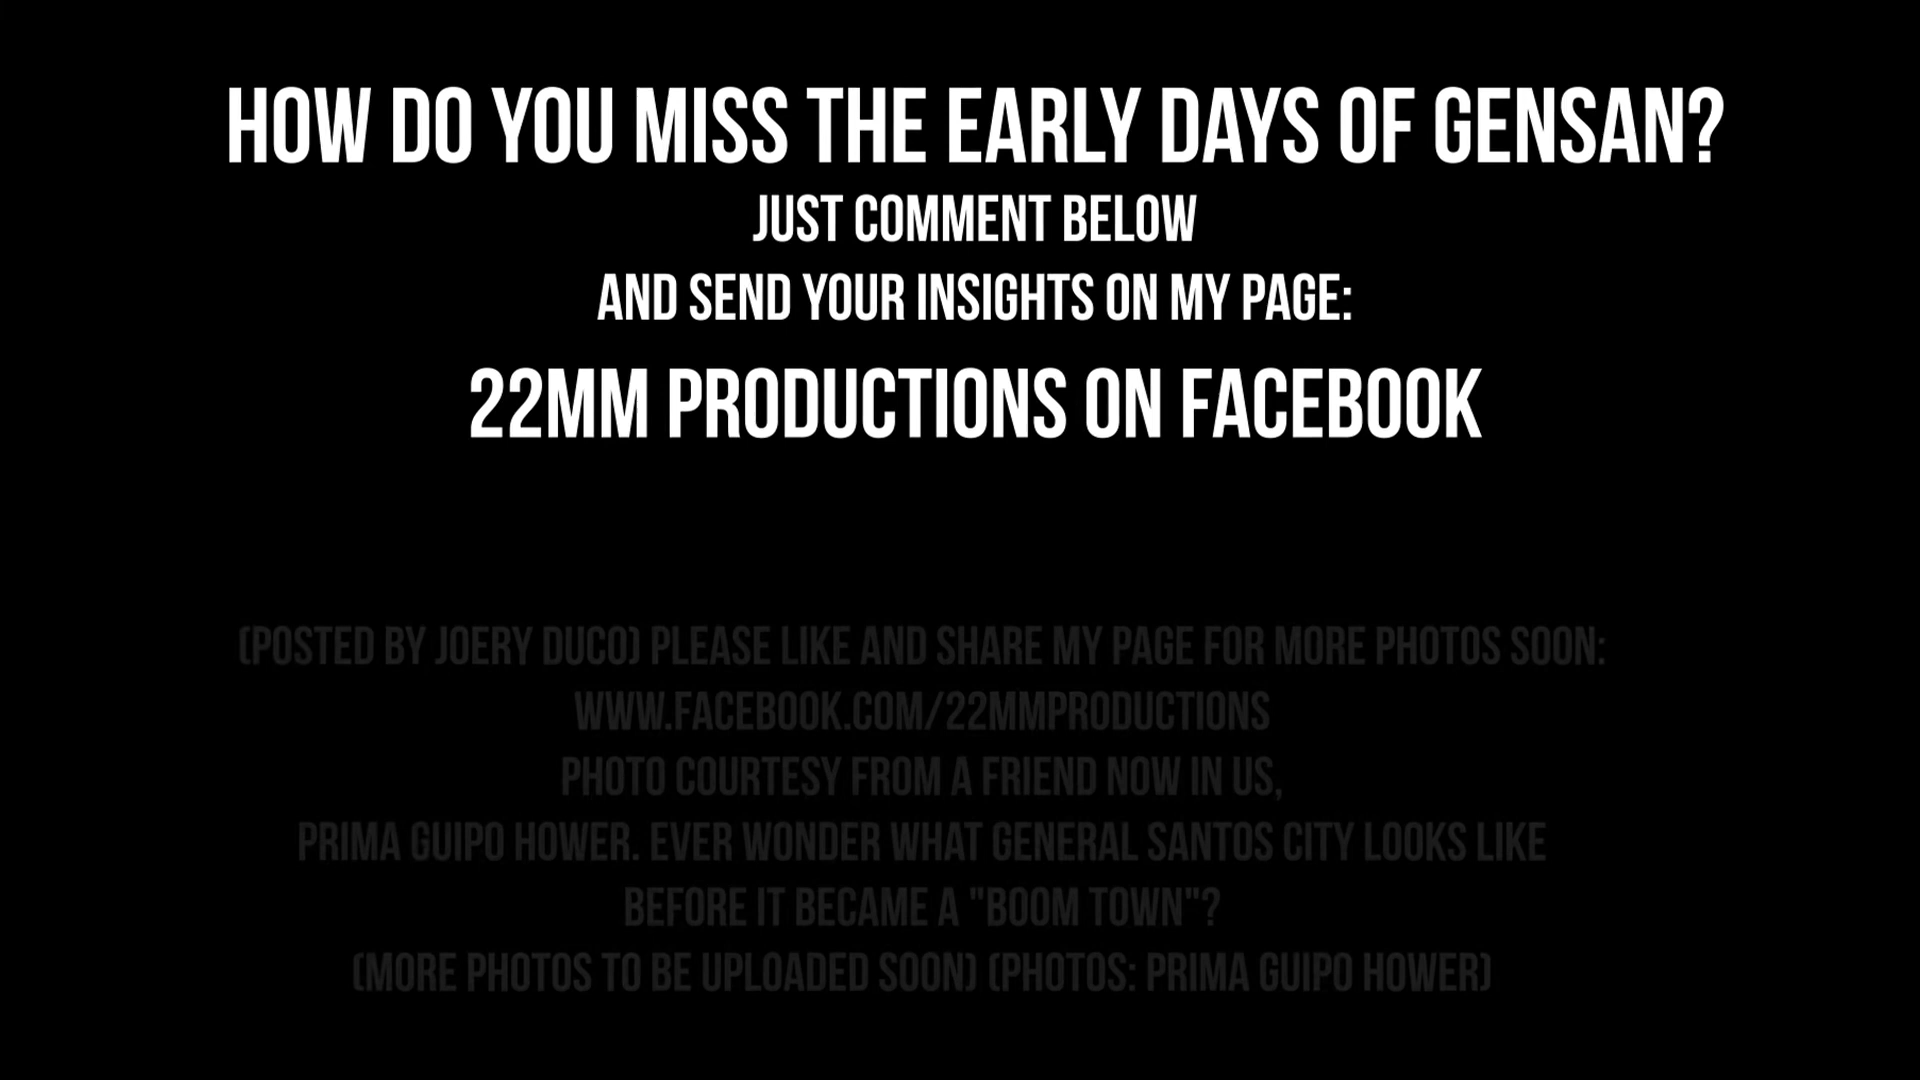 HOW DO YOU MISS THE EARLY DAYS OF GENSAN?
JUST COMMENT BELOW
AND SEND YOUR INSIGHTS ON MY PAGE:
22MM PRODUCTIONS ON FACEBOOK
(POSTED BY JOERY DUCO) PLEASE LIKE AND SHARE MY PAGE FOR MORE PHOTOS SOON:
WWW.FACEBOOK.COM/22MMPRODUCTIONS
PHOTO COURTESY FROM A FRIEND NOW IN US,
PRIMA GUIPO HOWER. EVER WONDER WHAT GENERAL SANTOS CITY LOOKS LIKE
BEFORE IT BECAME A "BOOM TOWN"?
(MORE PHOTOS TO BE UPLOADED SOON) (PHOTOS: PRIMA GUIPO HOWER)